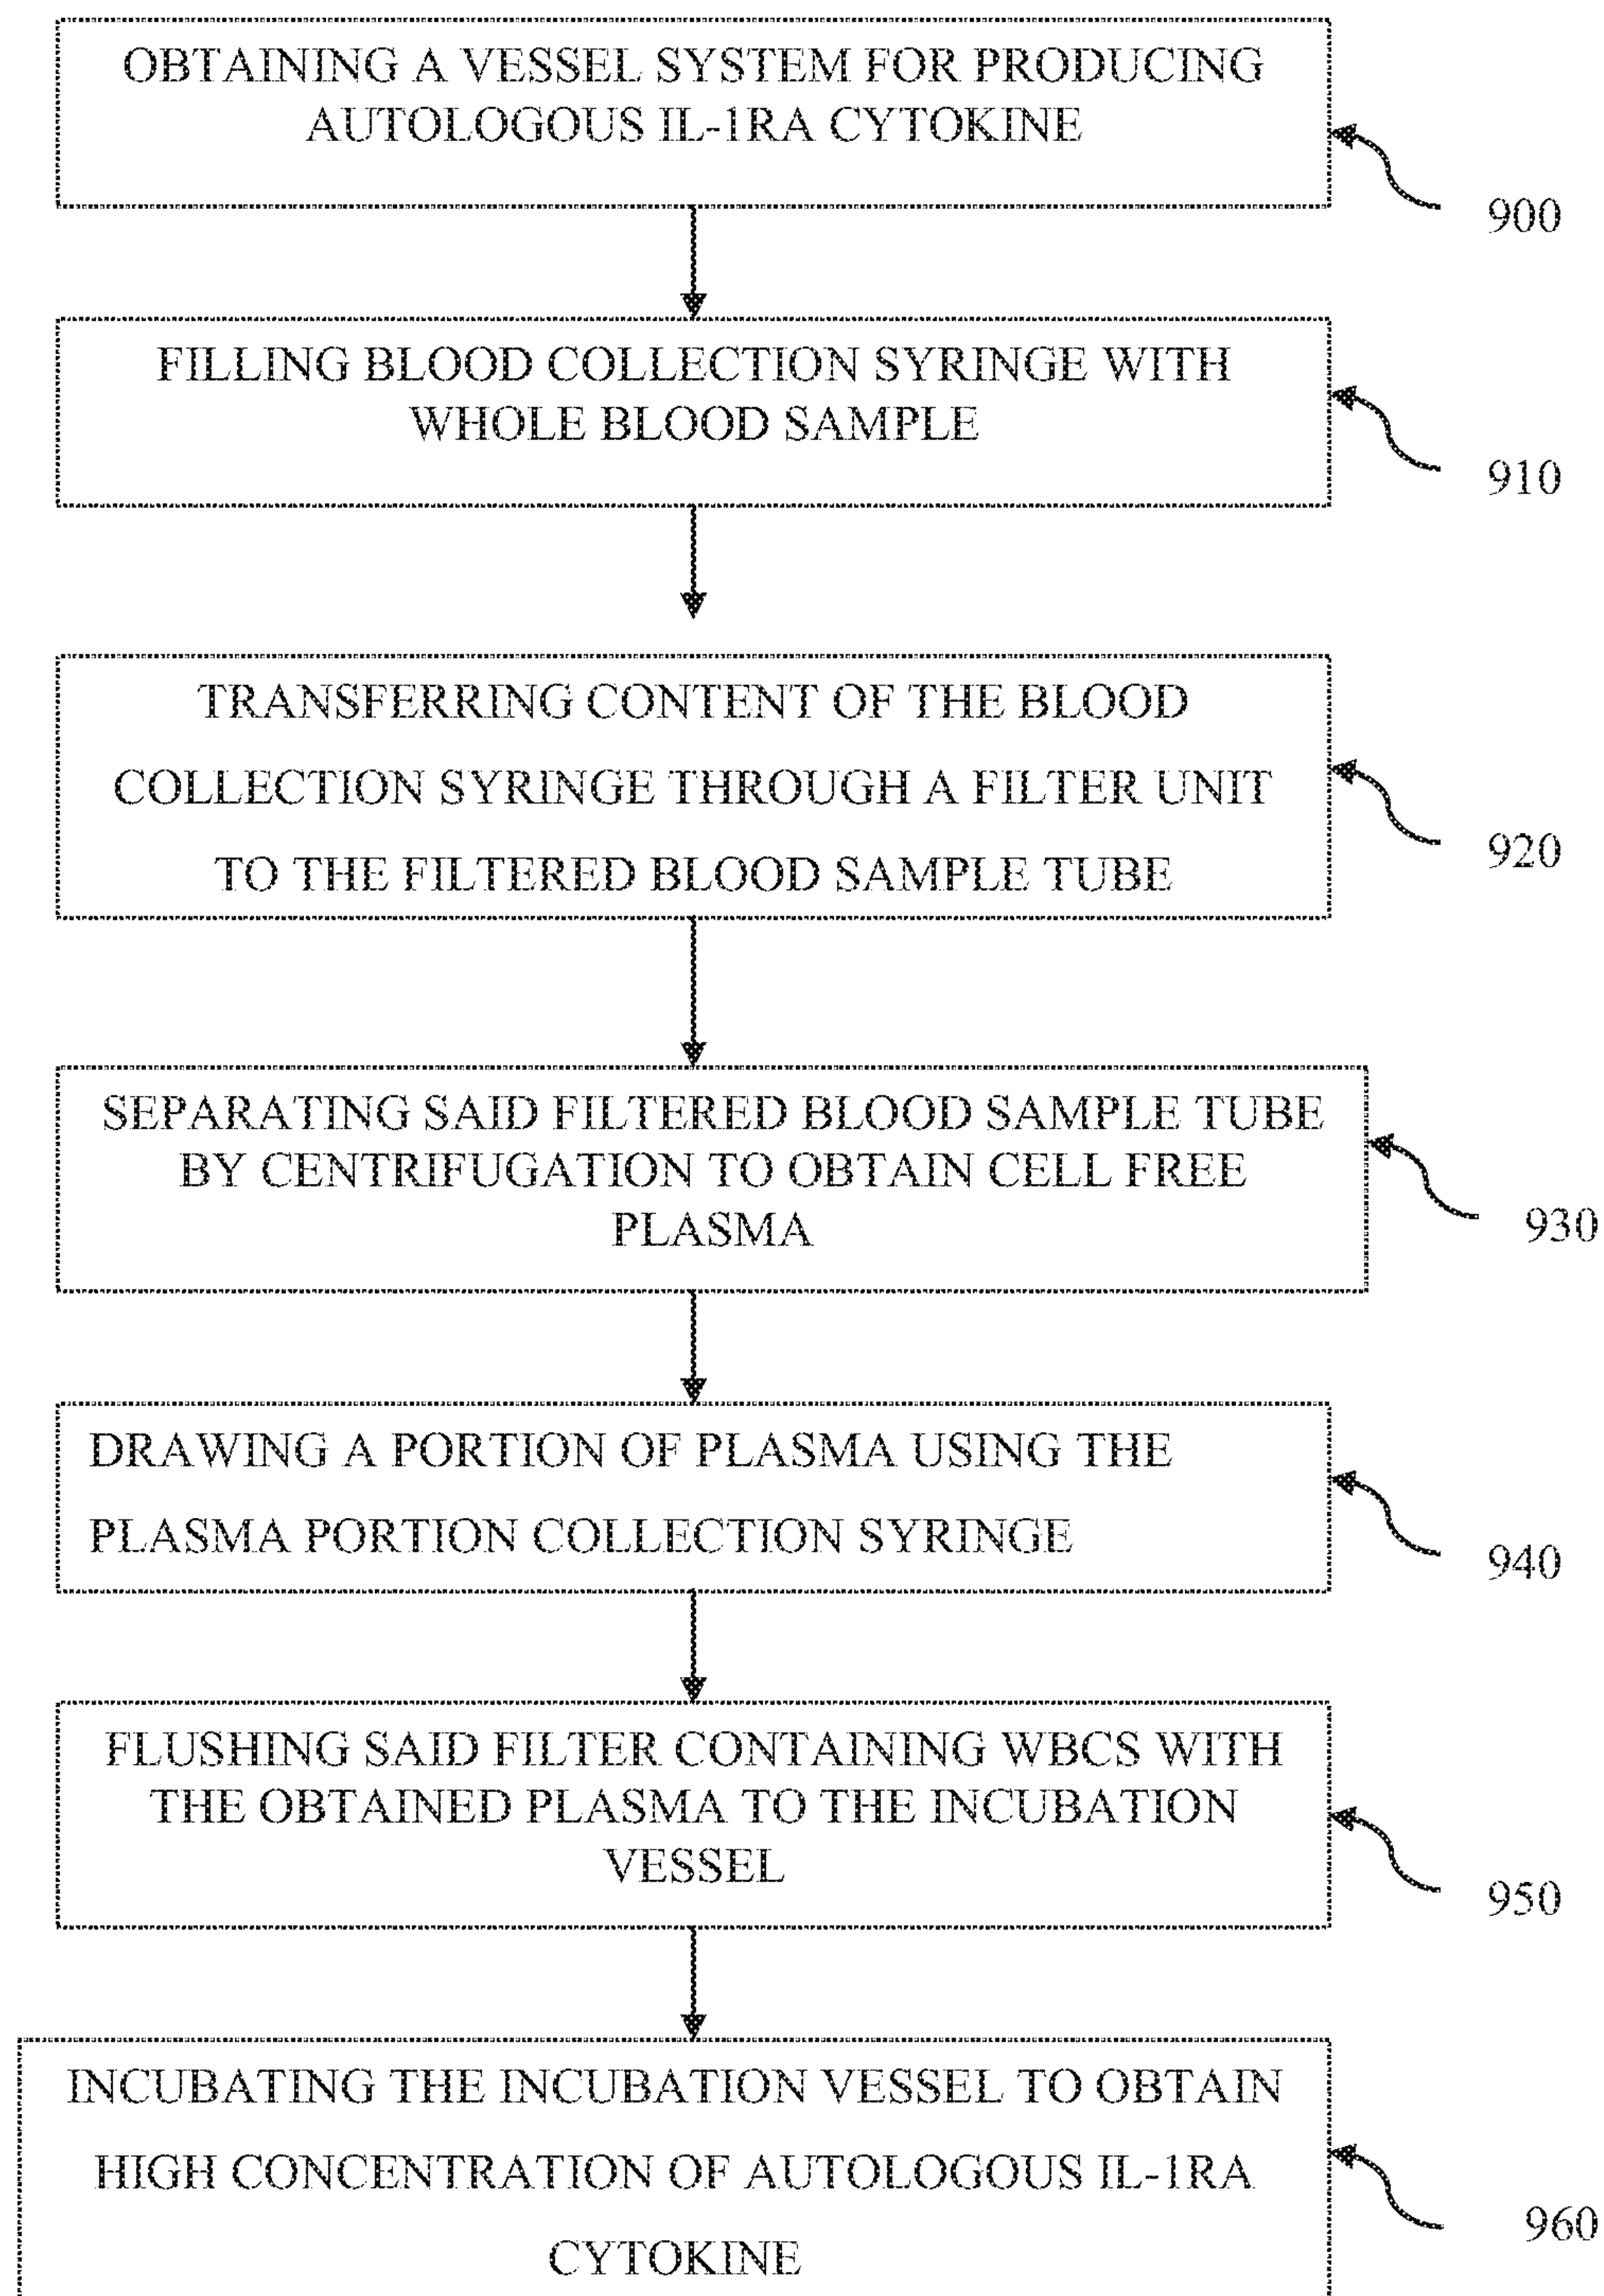 OBTAINING A VESSEL SYSTEM FOR PRODUCING
AUTOLOGOUS IL-1RA CYTOKINE
900
FILLING BLOOD COLLECTION SYRINGE WITH
WHOLE BLOOD SAMPLE
910
TRANSFERRING CONTENT OF THE BLOOD
COLLECTION SYRINGE THROUGH A FILTER UNIT
TO THE FILTERED BLOOD SAMPLE TUBE
920
SEPARATING SAID FILTERED BLOOD SAMPLE TUBE
BY CENTRIFUGATION TO OBTAIN CELL FREE
PLASMA
930
DRAWING A PORTION OF PLASMA USING THE
PLASMA PORTION COLLECTION SYRINGE
940
FLUSHING SAID FILTER CONTAINING WBCS WITH
THE OBTAINED PLASMA TO THE INCUBATION
VESSEL
950
INCUBATING THE INCUBATION VESSEL TO OBTAIN
HIGH CONCENTRATION OF AUTOLOGOUS IL-1RA
CYTOKINE
960